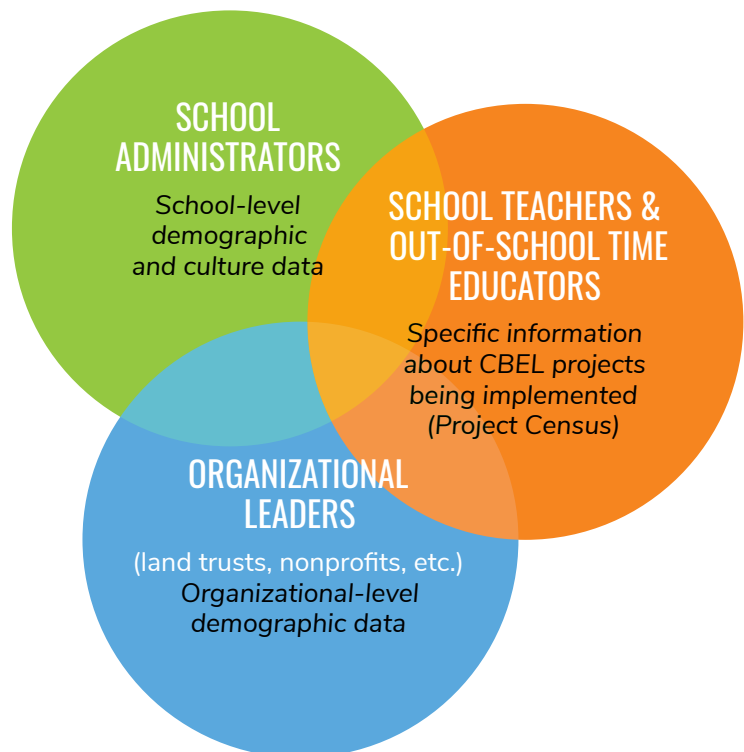 SCHOOL
ADMINISTRATORS
School-level
demographic
and culture data
SCHOOL TEACHERS &
OUT-OF-SCHOOL TIME
EDUCATORS
Specific information
about CBEL projects
being implemented
(Project Census)
ORGANIZATIONAL
LEADERS
(land trusts, nonprofits, etc.)
Organizational-level
demographic data